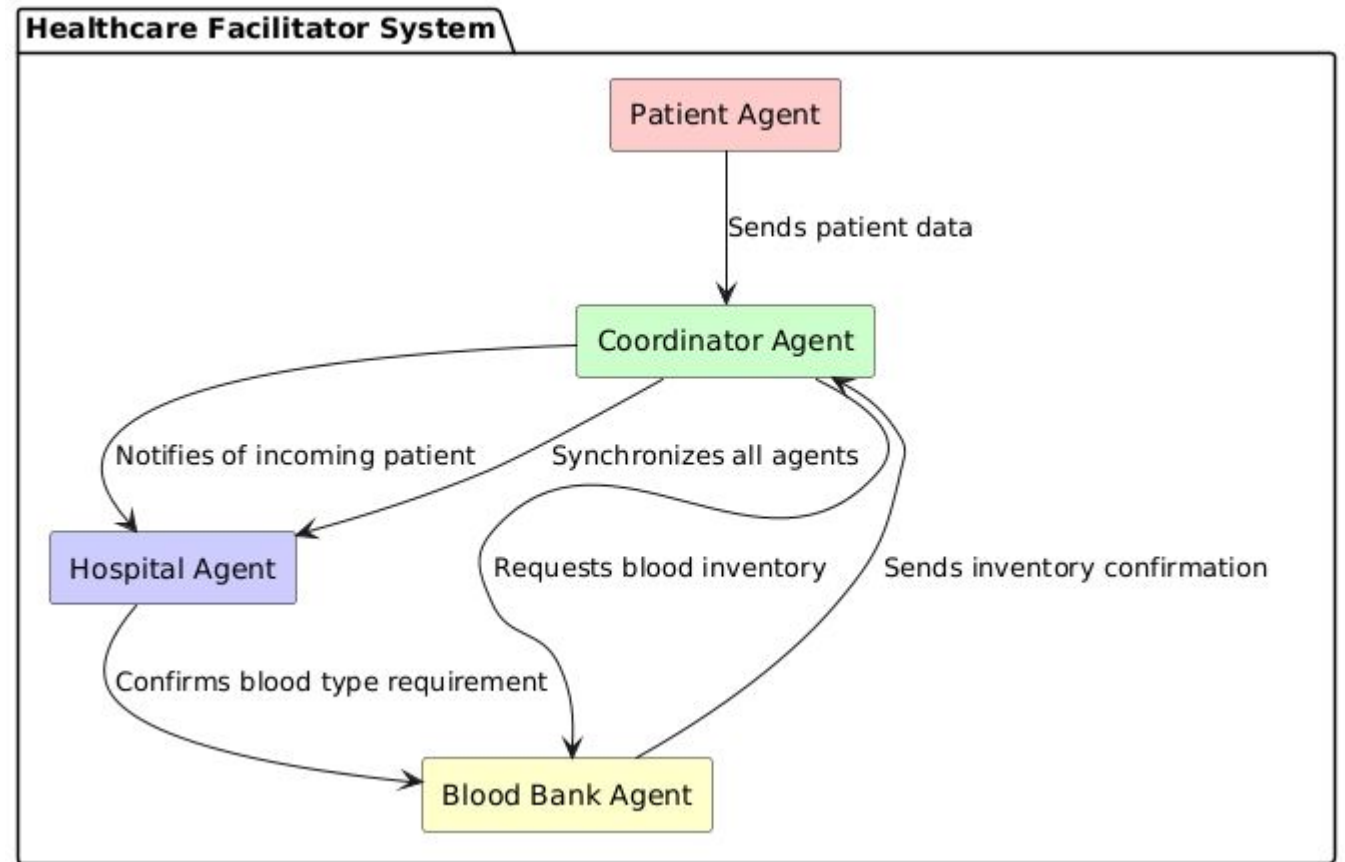 Healthcare Facilitator System
Patient Agent
Sends patient data
Coordinator Agent
Notifies of incoming patient
Synchronizes all agents
Hospital Agent
Requests blood inventory
Sends inventory confirmation
Confirms blood type requirement
Blood Bank Agent